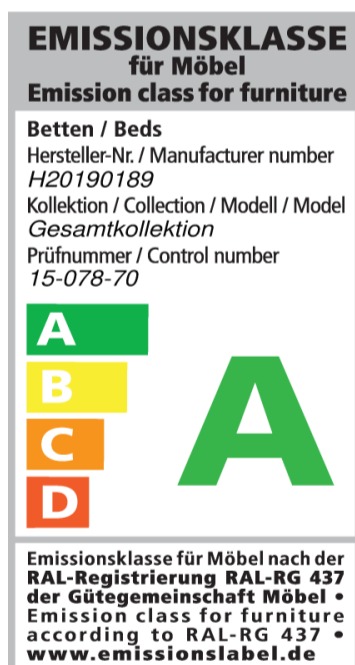 EMISSIONSKLASSE
für Möbel
Emission class for furniture
Betten / Beds
Hersteller-Nr. / Manufacturer number
H20190189
Kollektion / Collection / Modell / Model
Gesamtkollektion
Prüfnummer / Control number
15-078-70
A
B
C
D
A
Emissionsklasse für Möbel nach der
RAL-Registrierung RAL-RG 437
der Gütegemeinschaft Möbel •
Emission class for furniture
according to RAL-RG 437 •
www.emissionslabel.de